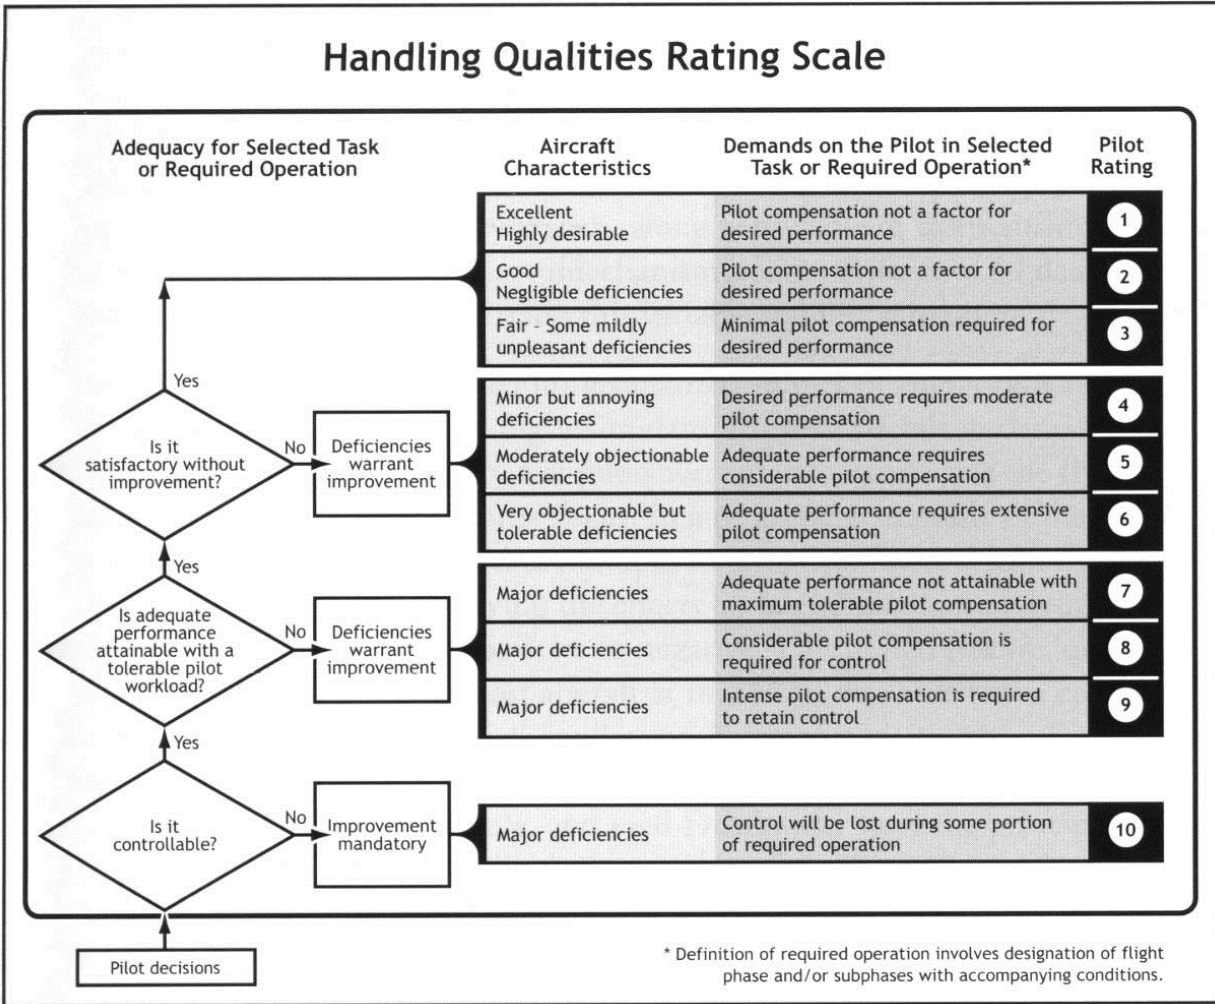 Handling Qualities Rating Scale
Adequacy for Selected Task
or Required Operation
Aircraft
Characteristics
Demands on the Pilot in Selected
Task or Required Operation*
Pilot
Rating
Excellent
Highly desirable
Pilot compensation not a factor for
desired performance
1
Good
Negligible deficiencies
Pilot compensation not a factor for
desired performance
2
Fair – Some mildly
unpleasant deficiencies
Minimal pilot compensation required for
desired performance
3
Yes
Is it
satisfactory without
improvement?
No
Deficiencies
warrant
improvement
Minor but annoying
deficiencies
Desired performance requires moderate
pilot compensation
4
Moderately objectionable
deficiencies
Adequate performance requires
considerable pilot compensation
5
Very objectionable but
tolerable deficiencies
Adequate performance requires extensive
pilot compensation
6
Yes
Is adequate
performance
attainable with a
tolerable pilot
workload?
No
Deficiencies
warrant
improvement
Major deficiencies
Adequate performance not attainable with
maximum tolerable pilot compensation
7
Major deficiencies
Considerable pilot compensation is
required for control
8
Major deficiencies
Intense pilot compensation is required
to retain control
9
Yes
Is it
controllable?
No
Improvement
mandatory
Major deficiencies
Control will be lost during some portion
of required operation
10
Pilot decisions
* Definition of required operation involves designation of flight
phase and/or subphases with accompanying conditions.